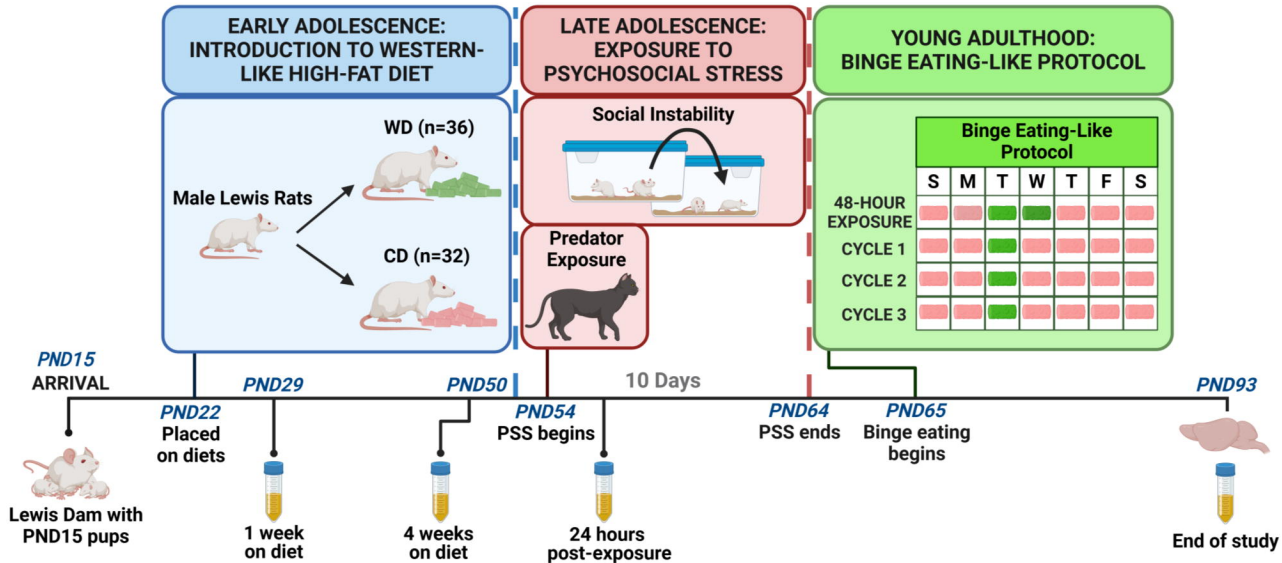 EARLY ADOLESCENCE:
INTRODUCTION TO WESTERN-
LIKE HIGH-FAT DIET
LATE ADOLESCENCE:
EXPOSURE TO
PSYCHOSOCIAL STRESS
YOUNG ADULTHOOD:
BINGE EATING-LIKE PROTOCOL
WD (n=36)
Male Lewis Rats
CD (n=32)
Social Instability
Predator
Exposure
Binge Eating-Like
Protocol
S M T W T F S
48-HOUR
EXPOSURE
CYCLE 1
CYCLE 2
CYCLE 3
PND15
ARRIVAL
PND22
Placed
on diets
PND29
PND50
PND54
PSS begins
10 Days
PND64
PSS ends
PND65
Binge eating
begins
PND93
Lewis Dam with
PND15 pups
1 week
on diet
4 weeks
on diet
24 hours
post-exposure
End of study